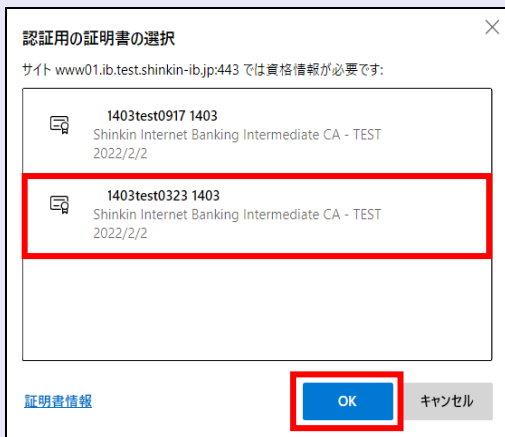 認証用の証明書の選択
サイト www01.ib.test.shinkin-ib.jp:443 では資格情報が必要です:
1403test0917 1403
Shinkin Internet Banking Intermediate CA - TEST
2022/2/2
1403test0323 1403
Shinkin Internet Banking Intermediate CA - TEST
2022/2/2
証明書情報
OK
キャンセル